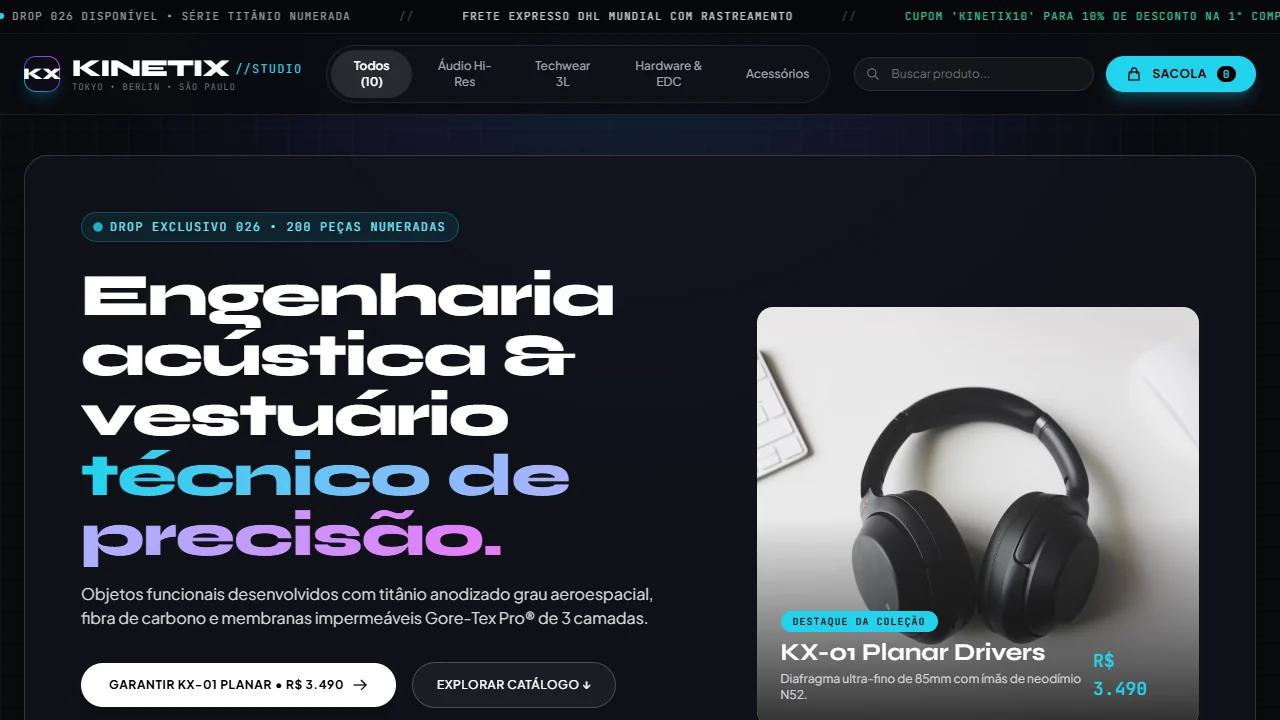 DROP 026 DISPONÍVEL • SÉRIE TITÂNIO NUMERADA // FRETE EXPRESSO DHL MUNDIAL COM RASTREAMENTO // CUPOM 'KINETIX10' PARA 10% DE DESCONTO NA 1ª
KX KINETIX //STUDIO
TOKYO • BERLIN • SÃO PAULO
Todos
(10)
Áudio Hi-
Res
Techwear
3L
Hardware &
EDC
Acessórios
Buscar produto...
SACOLA 0
DROP EXCLUSIVO 026 • 200 PEÇAS NUMERADAS
Engenharia
acústica &
vestuário
técnico de
precisão.
Objetos funcionais desenvolvidos com titânio anodizado grau aeroespacial,
fibra de carbono e membranas impermeáveis Gore-Tex Pro® de 3 camadas.
GARANTIR KX-01 PLANAR • R$ 3.490 →
EXPLORAR CATÁLOGO ↓
DESTAQUE DA COLEÇÃO
KX-01 Planar Drivers
Diafragma ultra-fino de 85mm com ímãs de neodímio
N52.
R$
3.490